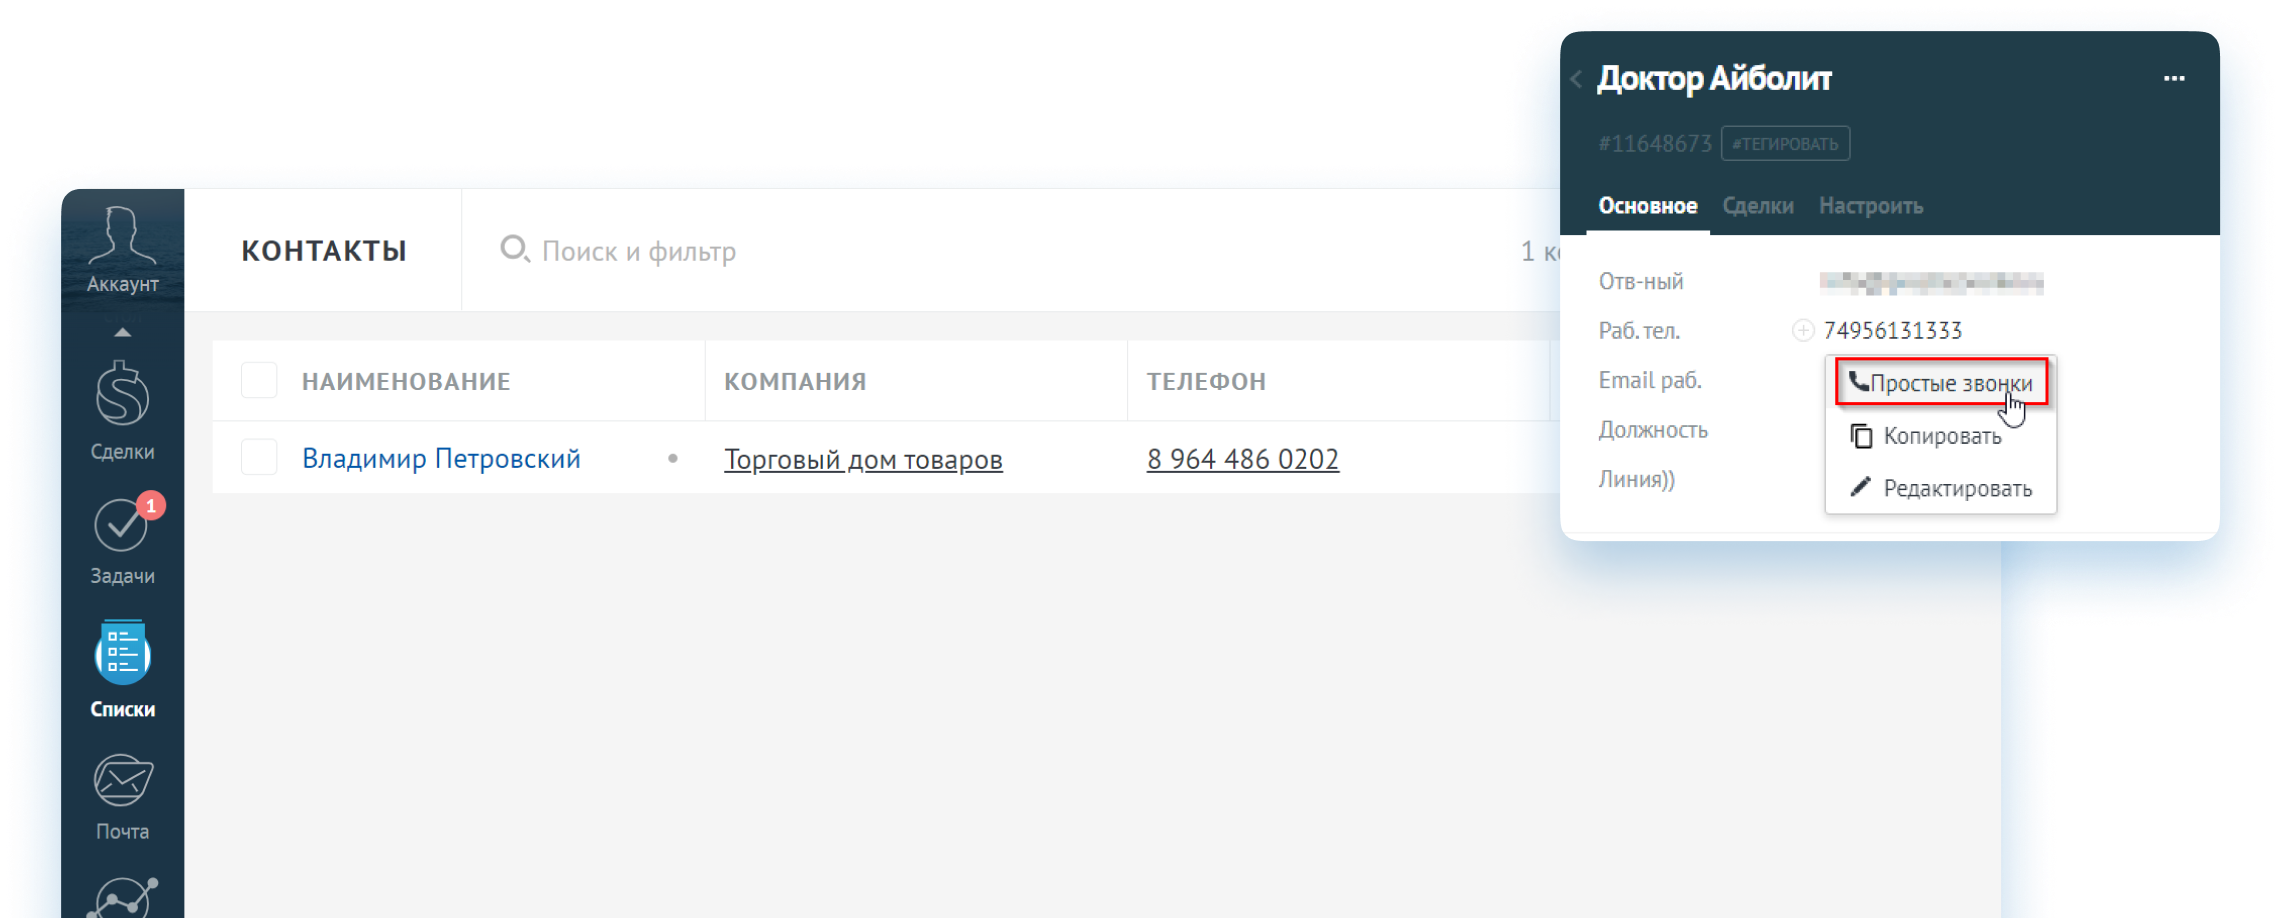 Аккаунт
Сделки
1
Задачи
Списки
Почта
КОНТАКТЫ
Поиск и фильтр
1
НАИМЕНОВАНИЕ КОМПАНИЯ ТЕЛЕФОН
Владимир Петровский Торговый дом товаров 8 964 486 0202
Доктор Айболит
#11648673 #ТЕГИРОВАТЬ
Основное Сделки Настроить
Отв-ный
Раб. тел. 74956131333
Email раб.
Должность
Линия))
Простые звонки
Копировать
Редактировать